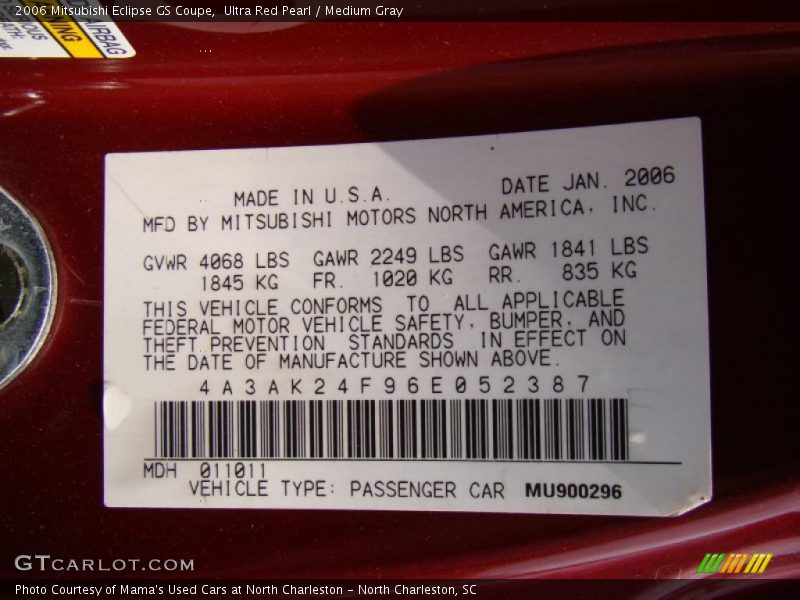 2006 Mitsubishi Eclipse GS Coupe,  Ultra Red Pearl / Medium Gray
AIRBAG
MADE IN U.S.A.   DATE JAN. 2006
MFD BY MITSUBISHI MOTORS NORTH AMERICA, INC.
GVWR 4068 LBS  GAWR 2249 LBS  GAWR 1841 LBS
1845 KG  FR.  1020 KG  RR.  835 KG
THIS VEHICLE CONFORMS TO ALL APPLICABLE
FEDERAL MOTOR VEHICLE SAFETY, BUMPER, AND
THEFT PREVENTION STANDARDS IN EFFECT ON
THE DATE OF MANUFACTURE SHOWN ABOVE.
4A3AK24F96E052387
MDH  011011
VEHICLE TYPE: PASSENGER CAR  MU900296
GTCARLOT.COM
Photo Courtesy of Mama's Used Cars at North Charleston - North Charleston, SC